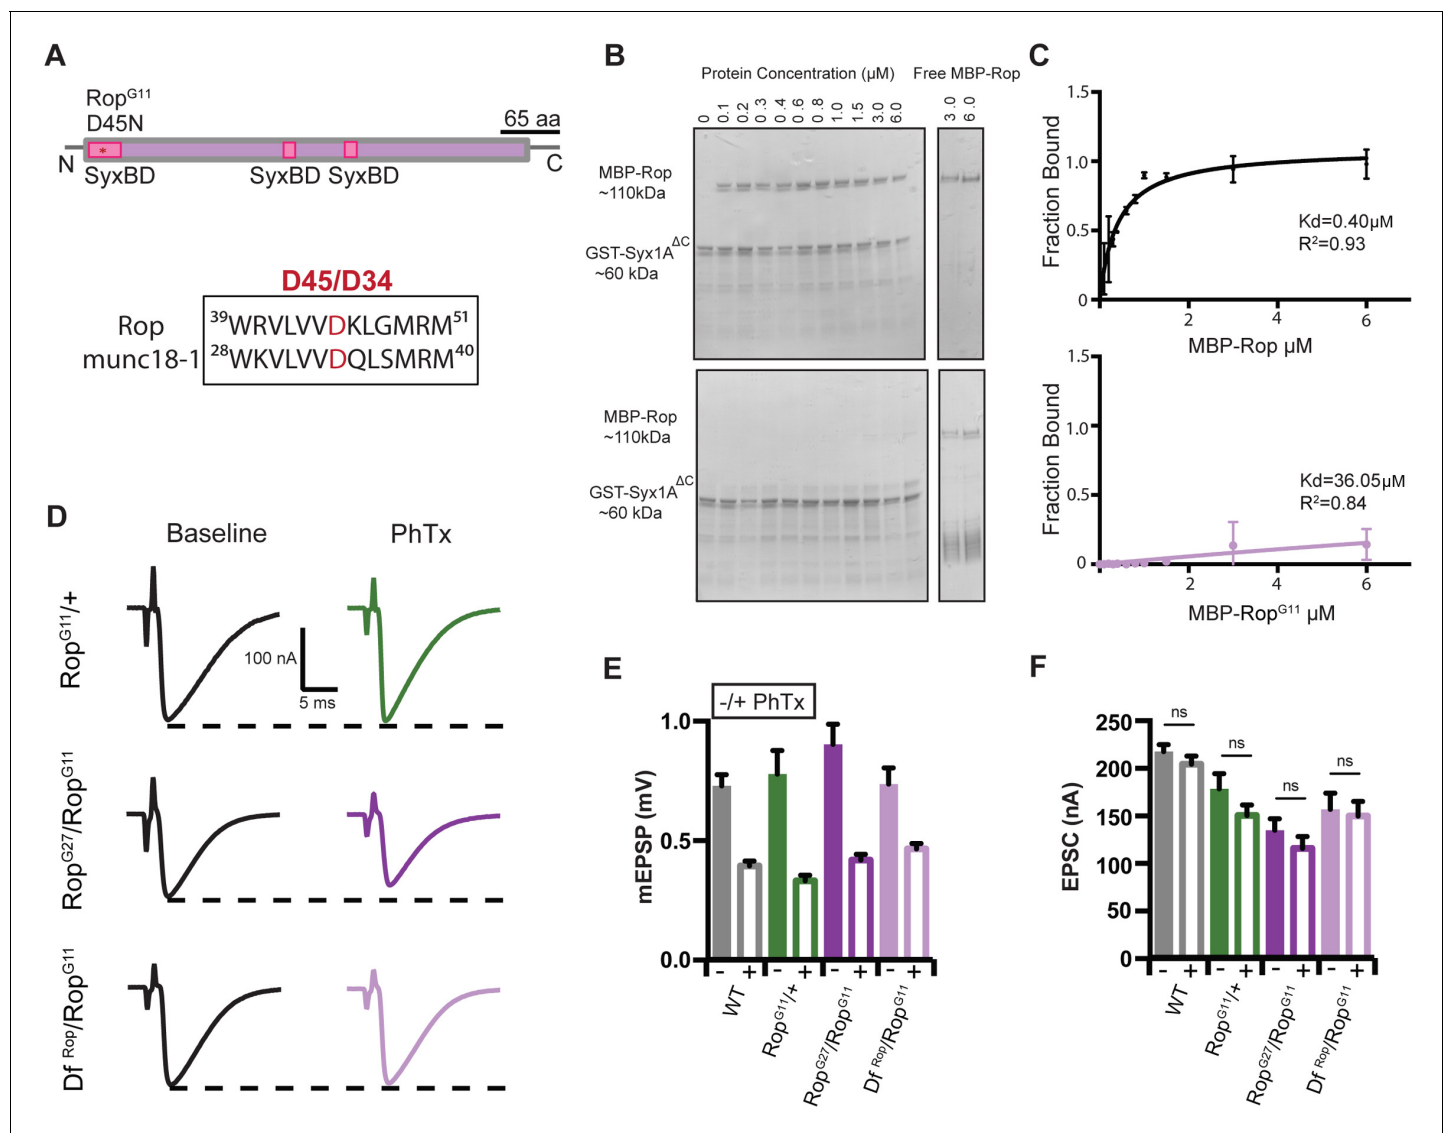 A
Rop^G11
D45N
65 aa
N
C
SyxBD SyxBD SyxBD
D45/D34
Rop ^39WRVLVVDKLGMRM^51
munc18-1 ^28WKVLVVDQLSMRM^40
B
Protein Concentration (µM) Free MBP-Rop
0 0.1 0.2 0.3 0.4 0.6 0.8 1.0 1.5 3.0 6.0 3.0 6.0
MBP-Rop
~110kDa
GST-Syx1A^ΔC
~60 kDa
MBP-Rop
~110kDa
GST-Syx1A^ΔC
~60 kDa
C
Fraction Bound
1.5
1.0
0.5
0
Kd=0.40µM
R²=0.93
2 4 6
MBP-Rop µM
Fraction Bound
1.5
1.0
0.5
0
Kd=36.05µM
R²=0.84
2 4 6
MBP-Rop^G11 µM
D
Baseline PhTx
Rop^G11/+
100 nA
5 ms
Rop^G27/Rop^G11
Df^Rop/Rop^G11
E
-/+ PhTx
mEPSP (mV)
1.0
0.5
0.0
- + - + - + - +
WT
Rop^G11/+
Rop^G27/Rop^G11
Df^Rop/Rop^G11
F
EPSC (nA)
250
200
150
100
50
0
ns
ns
ns
ns
- + - + - + - +
WT
Rop^G11/+
Rop^G27/Rop^G11
Df^Rop/Rop^G11